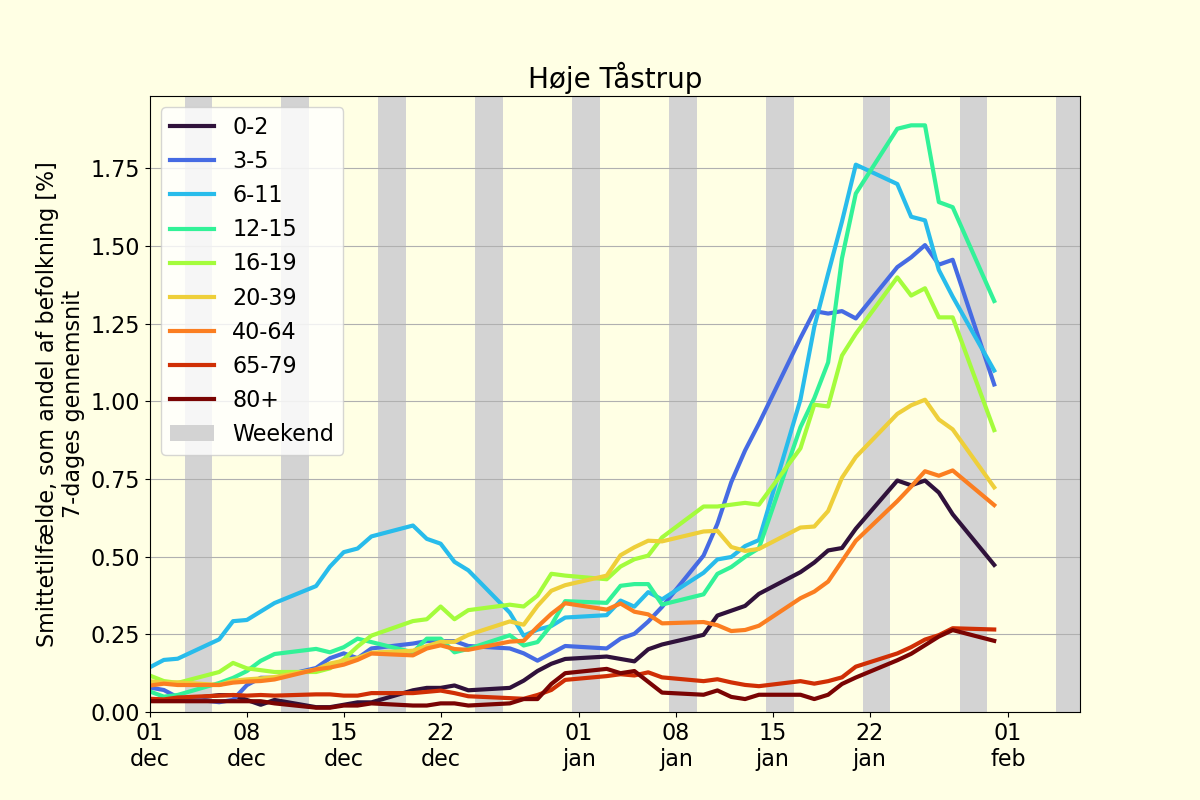 Høje Tåstrup
Smittetilfælde, som andel af befolkning [%]
7-dages gennemsnit
1.75
1.50
1.25
1.00
0.75
0.50
0.25
0.00
0-2
3-5
6-11
12-15
16-19
20-39
40-64
65-79
80+
Weekend
01 08 15 22 01 08 15 22 01
dec dec dec dec jan jan jan jan feb